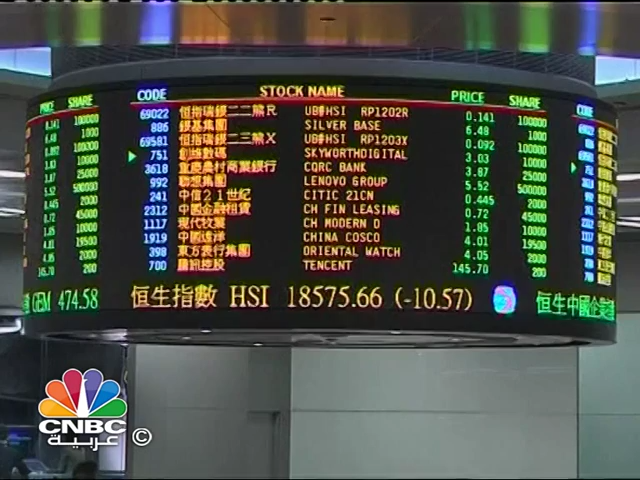 CODE STOCK NAME PRICE SHARE
69022 恒指瑞銀二二熊R UB#HSI RP1202R 0.141 100000
886 銀基集團 SILVER BASE 6.48 1000
69581 恒指瑞銀二三熊X UB#HSI RP1203X 0.092 100000
751 創維數碼 SKYWORTHDIGITAL 3.03 10000
3618 重慶農村商業銀行 CQRC BANK 3.87 25000
992 聯想集團 LENOVO GROUP 5.52 500000
241 中信21世紀 CITIC 21CN 0.445 2000
2312 中國金融租賃 CH FIN LEASING 0.72 45000
1117 現代牧業 CH MODERN D 1.85 10000
1919 中國遠洋 CHINA COSCO 4.01 19500
398 東方表行集團 ORIENTAL WATCH 4.05 2000
700 騰訊控股 TENCENT 145.70 200
GEM 474.58 恒生指數 HSI 18575.66 (-10.57) 恒生中國企業
CNBC
عربية ©